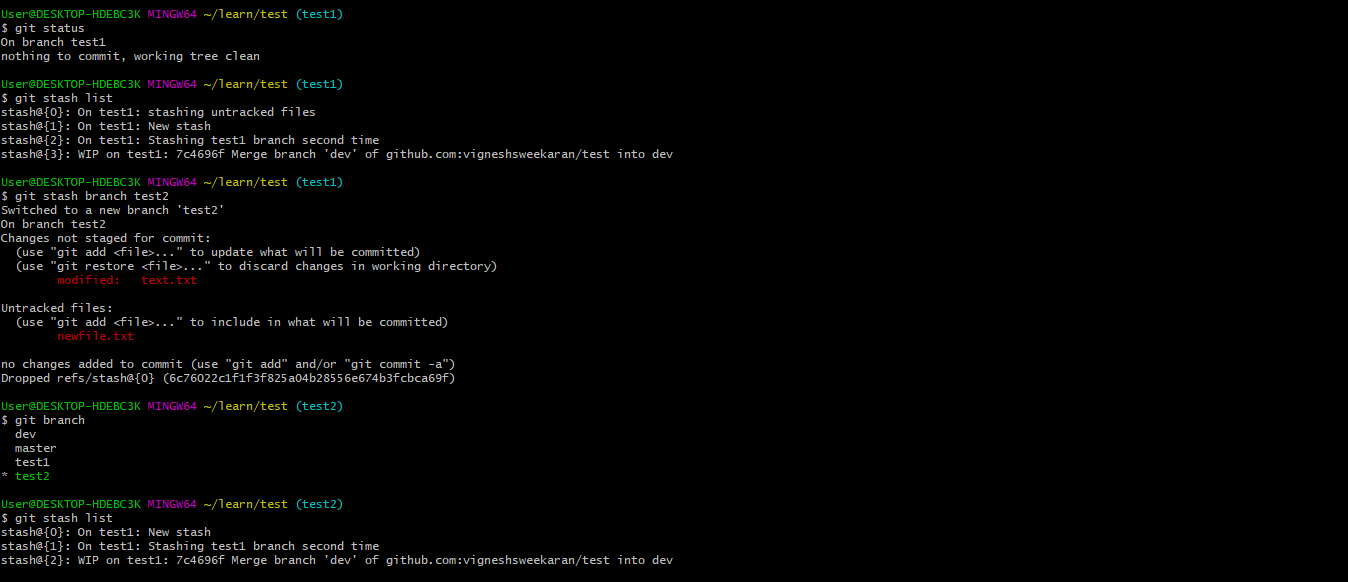 User@DESKTOP-HDEBC3K MINGW64 ~/learn/test (test1)
$ git status
On branch test1
nothing to commit, working tree clean

User@DESKTOP-HDEBC3K MINGW64 ~/learn/test (test1)
$ git stash list
stash@{0}: On test1: stashing untracked files
stash@{1}: On test1: New stash
stash@{2}: On test1: Stashing test1 branch second time
stash@{3}: WIP on test1: 7c4696f Merge branch 'dev' of github.com:vigneshsweekaran/test into dev

User@DESKTOP-HDEBC3K MINGW64 ~/learn/test (test1)
$ git stash branch test2
Switched to a new branch 'test2'
On branch test2
Changes not staged for commit:
  (use "git add <file>..." to update what will be committed)
  (use "git restore <file>..." to discard changes in working directory)
        modified:   text.txt

Untracked files:
  (use "git add <file>..." to include in what will be committed)
        newfile.txt

no changes added to commit (use "git add" and/or "git commit -a")
Dropped refs/stash@{0} (6c76022c1f1f3f825a04b28556e674b3fcbca69f)

User@DESKTOP-HDEBC3K MINGW64 ~/learn/test (test2)
$ git branch
  dev
  master
  test1
* test2

User@DESKTOP-HDEBC3K MINGW64 ~/learn/test (test2)
$ git stash list
stash@{0}: On test1: New stash
stash@{1}: On test1: Stashing test1 branch second time
stash@{2}: WIP on test1: 7c4696f Merge branch 'dev' of github.com:vigneshsweekaran/test into dev